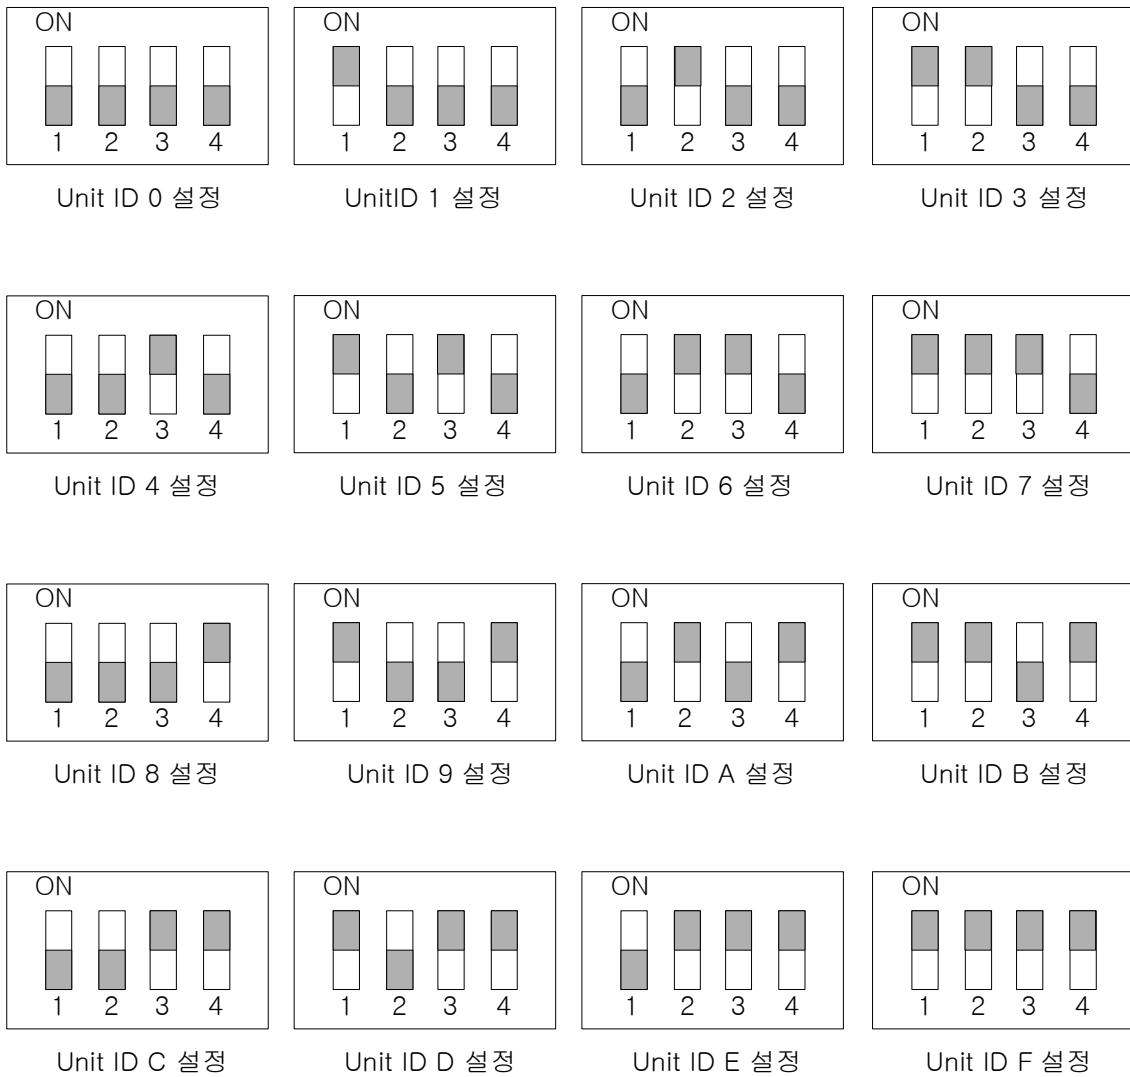 ON ON ON ON
1 2 3 4 1 2 3 4 1 2 3 4 1 2 3 4
Unit ID 0 설정 UnitID 1 설정 Unit ID 2 설정 Unit ID 3 설정
ON ON ON ON
1 2 3 4 1 2 3 4 1 2 3 4 1 2 3 4
Unit ID 4 설정 Unit ID 5 설정 Unit ID 6 설정 Unit ID 7 설정
ON ON ON ON
1 2 3 4 1 2 3 4 1 2 3 4 1 2 3 4
Unit ID 8 설정 Unit ID 9 설정 Unit ID A 설정 Unit ID B 설정
ON ON ON ON
1 2 3 4 1 2 3 4 1 2 3 4 1 2 3 4
Unit ID C 설정 Unit ID D 설정 Unit ID E 설정 Unit ID F 설정